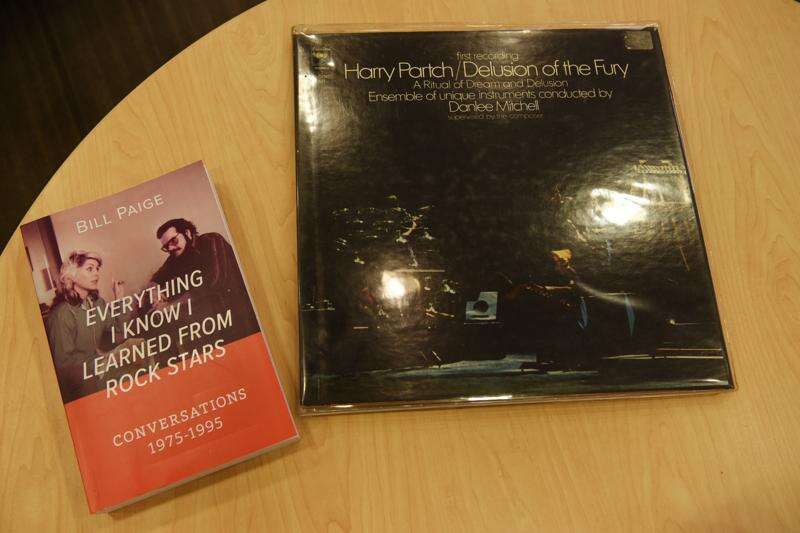 BILL PAIGE
EVERYTHING
I KNOW I
LEARNED FROM
ROCK STARS
CONVERSATIONS
1975-1995
first recording
Harry Partch/Delusion of the Fury
A Ritual of Dream and Delusion
Ensemble of unique instruments conducted by
Danlee Mitchell
supervised by the composer